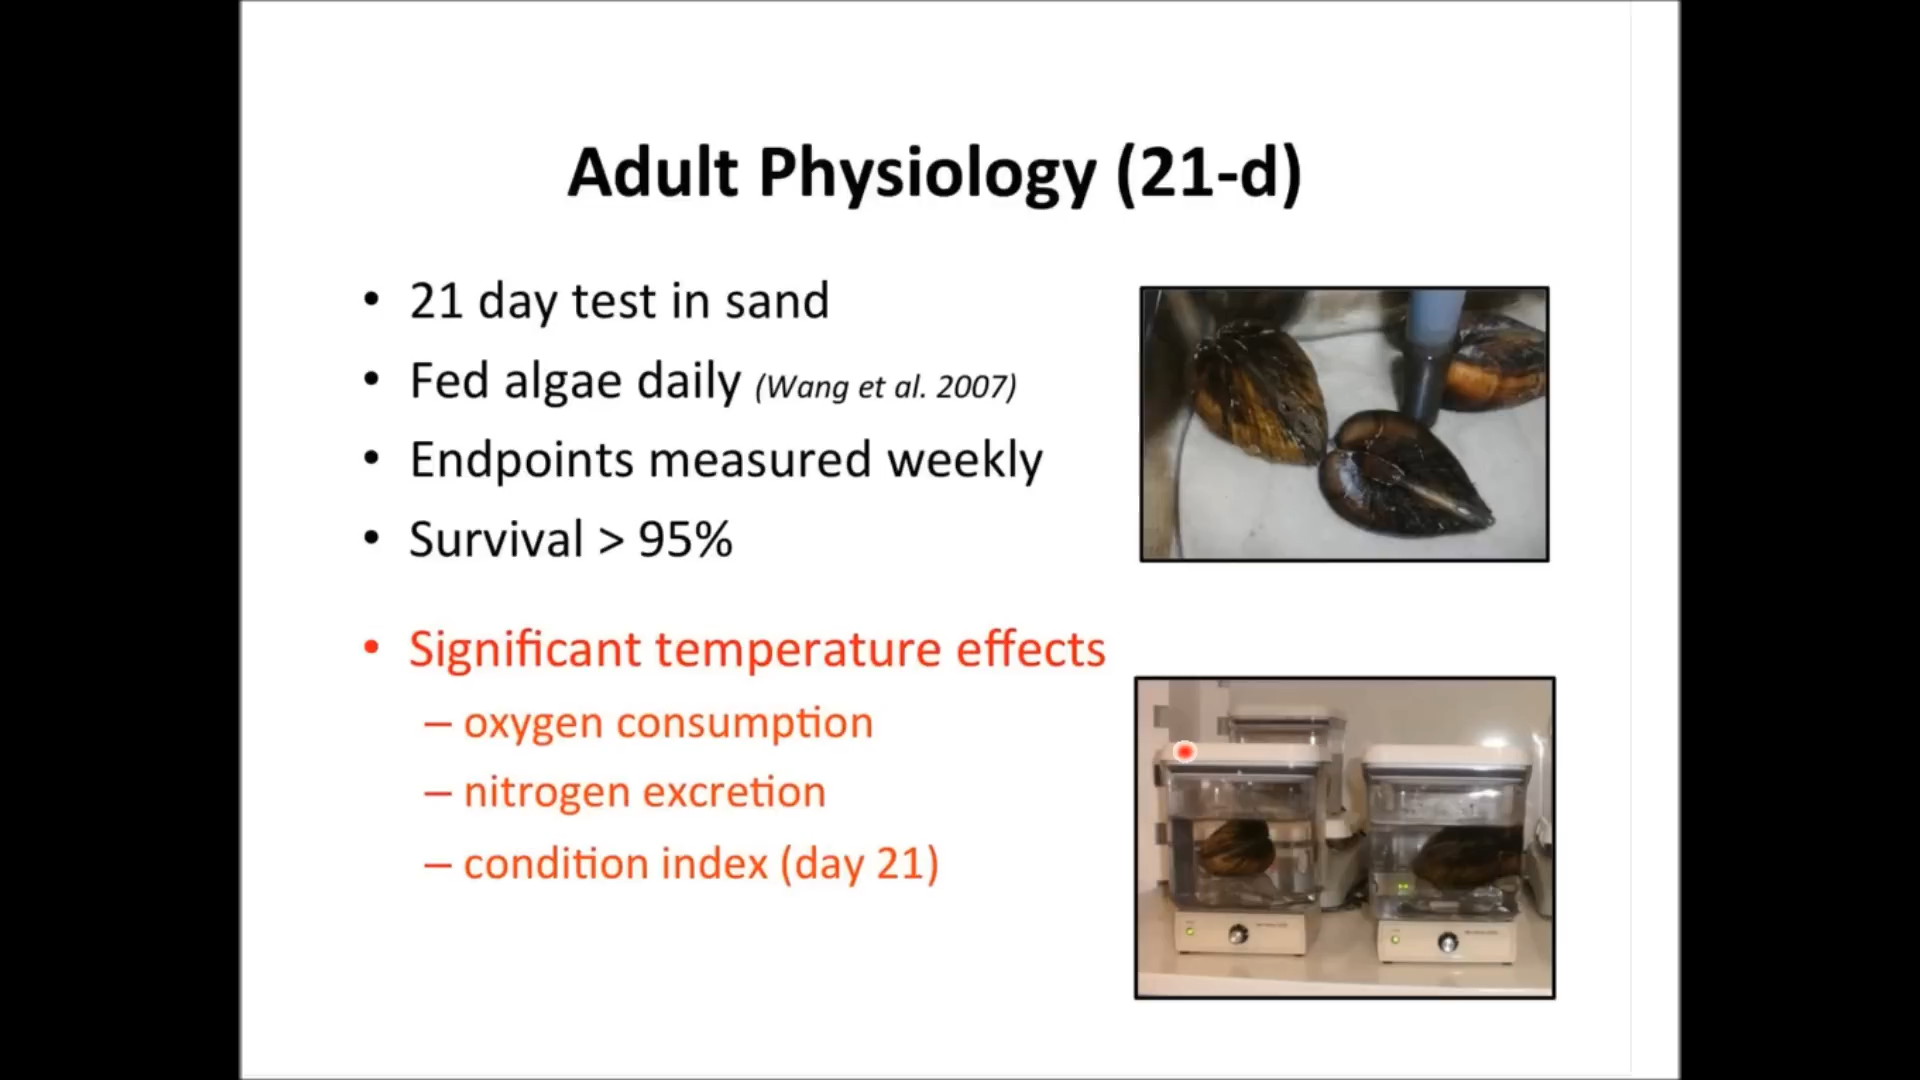 Adult Physiology (21-d)
• 21 day test in sand
• Fed algae daily (Wang et al. 2007)
• Endpoints measured weekly
• Survival > 95%
• Significant temperature effects
– oxygen consumption
– nitrogen excretion
– condition index (day 21)